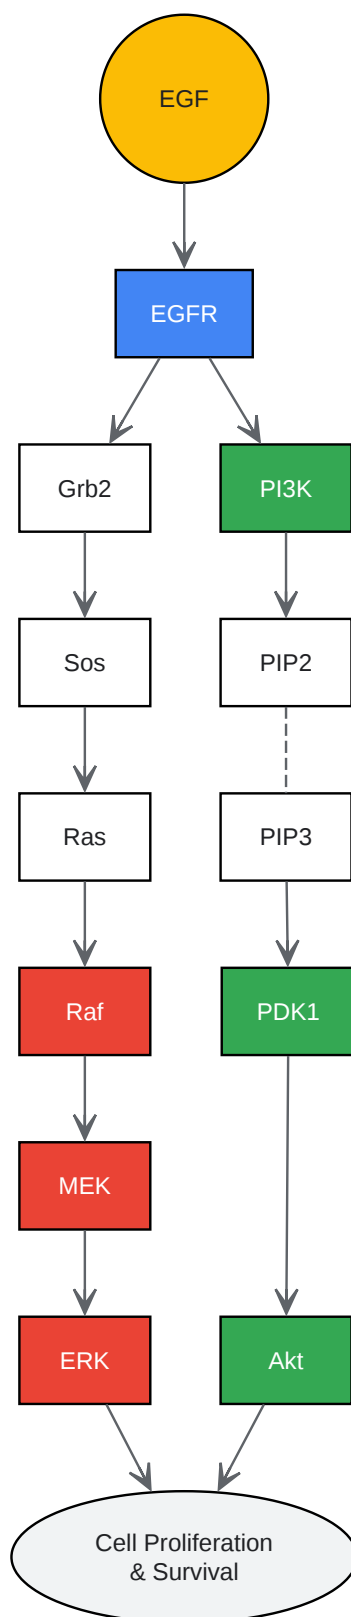 EGF
EGFR
Grb2
PI3K
Sos
PIP2
Ras
PIP3
Raf
PDK1
MEK
ERK
Akt
Cell Proliferation
& Survival